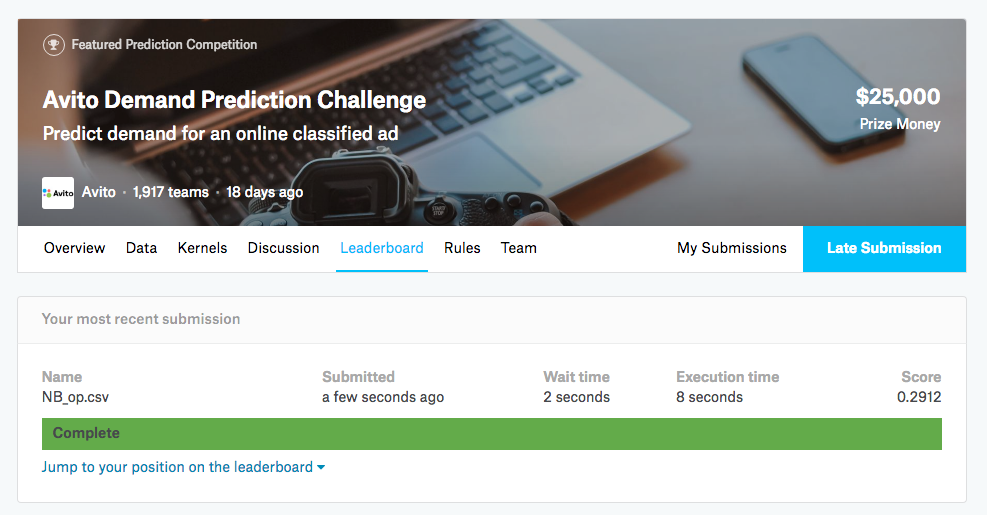 Featured Prediction Competition
Avito Demand Prediction Challenge
$25,000
Predict demand for an online classified ad
Prize Money
Avito Avito · 1,917 teams · 18 days ago
START/STOP
Overview Data Kernels Discussion Leaderboard Rules Team My Submissions Late Submission
Your most recent submission
Name Submitted Wait time Execution time Score
NB_op.csv a few seconds ago 2 seconds 8 seconds 0.2912
Complete
Jump to your position on the leaderboard